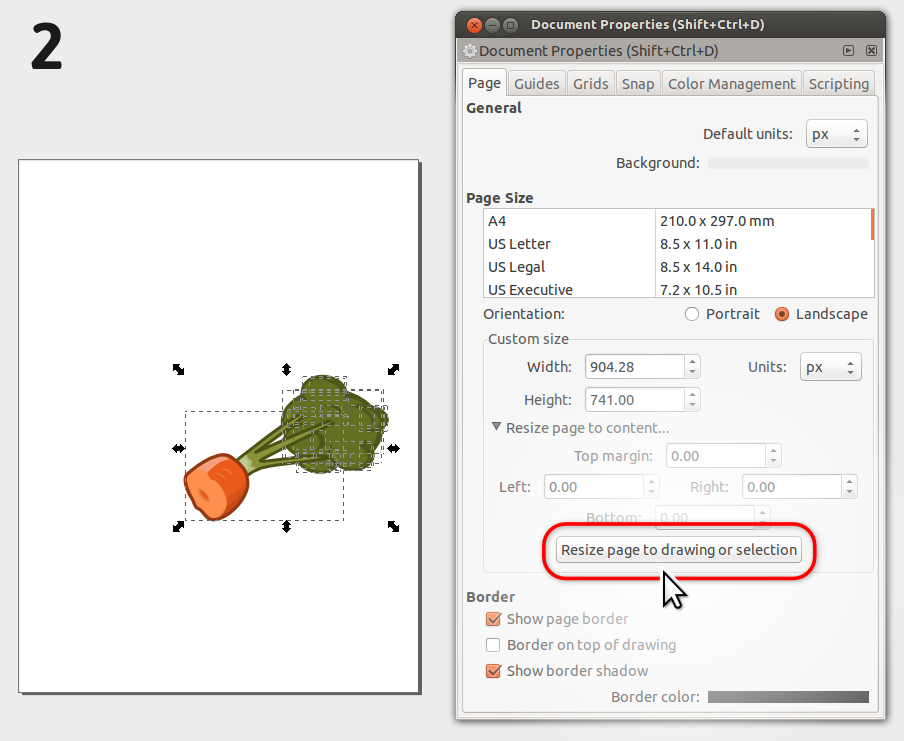 2
Document Properties (Shift+Ctrl+D)
Document Properties (Shift+Ctrl+D)
Page Guides Grids Snap Color Management Scripting
General
Default units: px
Background:
Page Size
A4 210.0 x 297.0 mm
US Letter 8.5 x 11.0 in
US Legal 8.5 x 14.0 in
US Executive 7.2 x 10.5 in
Orientation: Portrait Landscape
Custom size
Width: 904.28 Units: px
Height: 741.00
Resize page to content...
Top margin: 0.00
Left: 0.00 Right: 0.00
Bottom: 0.00
Resize page to drawing or selection
Border
Show page border
Border on top of drawing
Show border shadow
Border color: